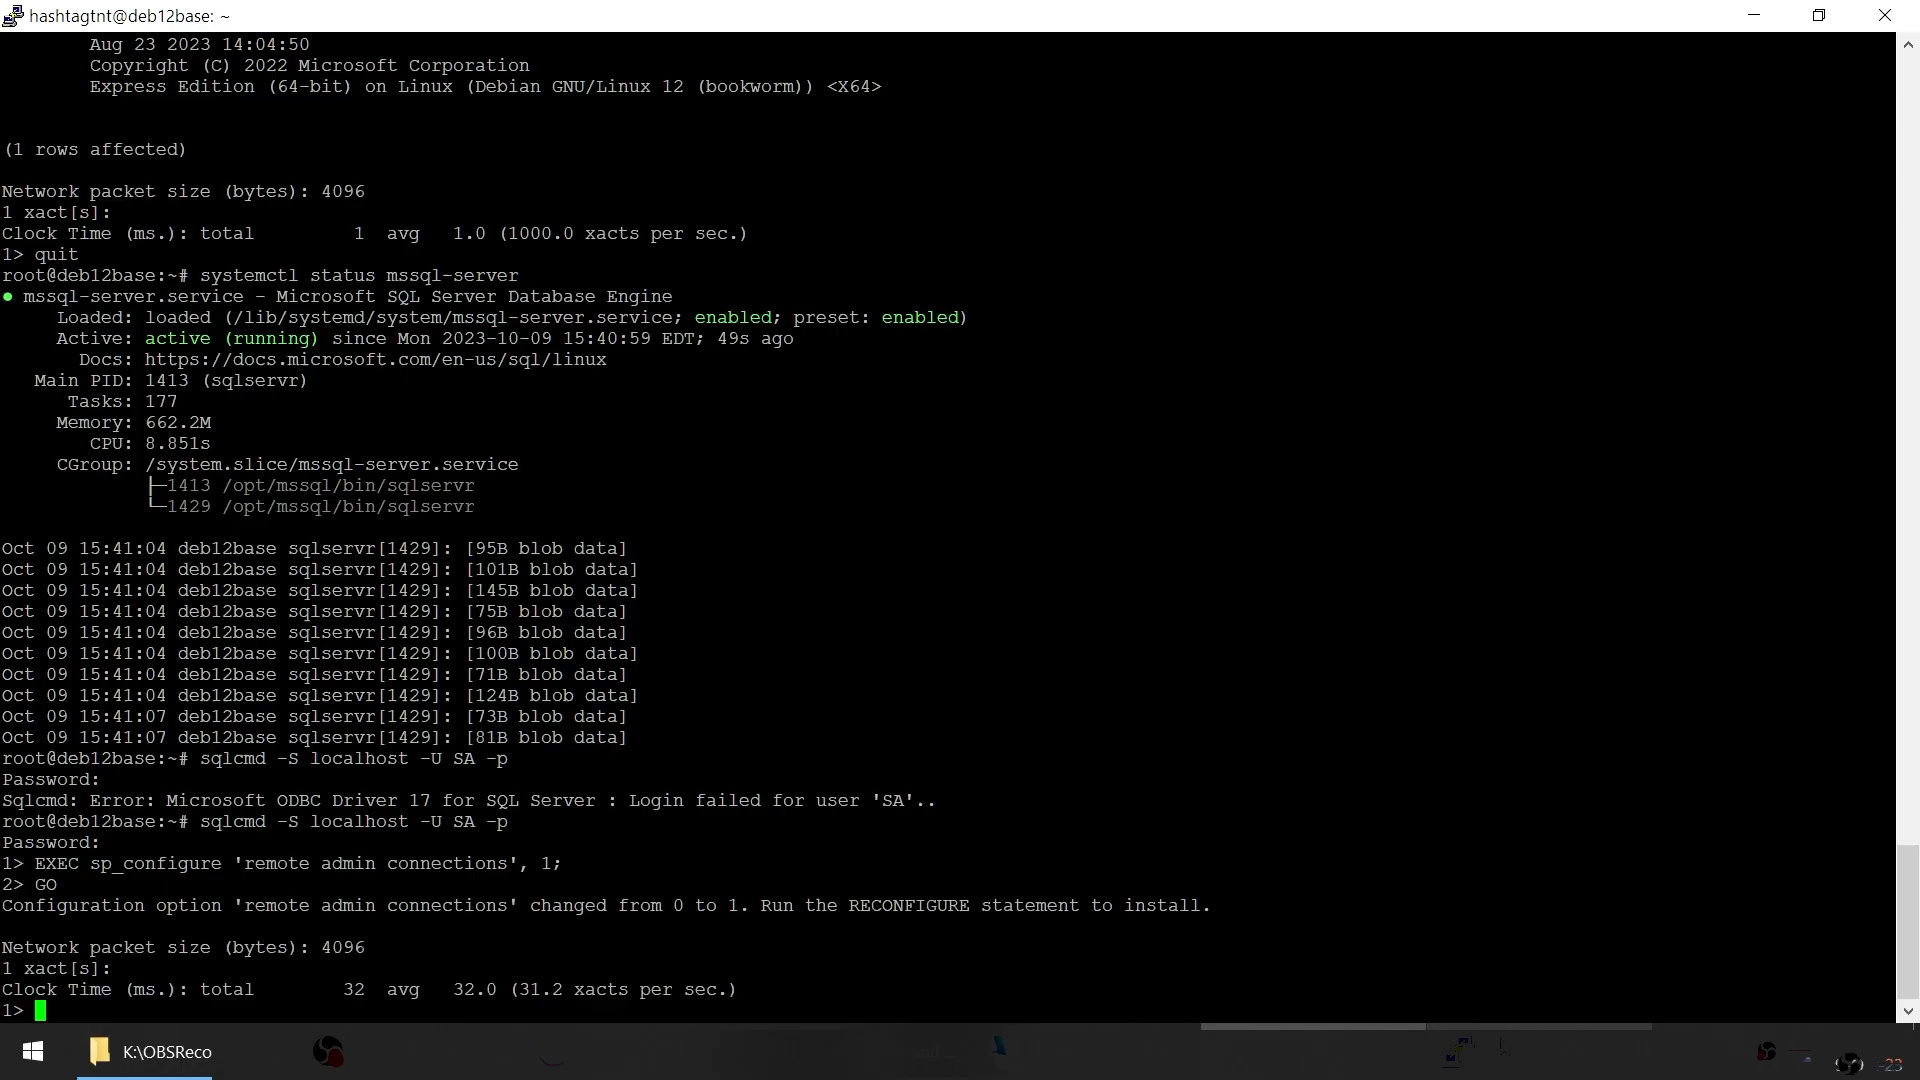 hashtagtnt@deb12base: ~
Aug 23 2023 14:04:50
Copyright (C) 2022 Microsoft Corporation
Express Edition (64-bit) on Linux (Debian GNU/Linux 12 (bookworm)) <X64>
(1 rows affected)
Network packet size (bytes): 4096
1 xact[s]:
Clock Time (ms.): total         1  avg   1.0 (1000.0 xacts per sec.)
1> quit
root@deb12base:~# systemctl status mssql-server
● mssql-server.service - Microsoft SQL Server Database Engine
Loaded: loaded (/lib/systemd/system/mssql-server.service; enabled; preset: enabled)
Active: active (running) since Mon 2023-10-09 15:40:59 EDT; 49s ago
Docs: https://docs.microsoft.com/en-us/sql/linux
Main PID: 1413 (sqlservr)
Tasks: 177
Memory: 662.2M
CPU: 8.851s
CGroup: /system.slice/mssql-server.service
├─1413 /opt/mssql/bin/sqlservr
└─1429 /opt/mssql/bin/sqlservr
Oct 09 15:41:04 deb12base sqlservr[1429]: [95B blob data]
Oct 09 15:41:04 deb12base sqlservr[1429]: [101B blob data]
Oct 09 15:41:04 deb12base sqlservr[1429]: [145B blob data]
Oct 09 15:41:04 deb12base sqlservr[1429]: [75B blob data]
Oct 09 15:41:04 deb12base sqlservr[1429]: [96B blob data]
Oct 09 15:41:04 deb12base sqlservr[1429]: [100B blob data]
Oct 09 15:41:04 deb12base sqlservr[1429]: [71B blob data]
Oct 09 15:41:04 deb12base sqlservr[1429]: [124B blob data]
Oct 09 15:41:07 deb12base sqlservr[1429]: [73B blob data]
Oct 09 15:41:07 deb12base sqlservr[1429]: [81B blob data]
root@deb12base:~# sqlcmd -S localhost -U SA -p
Password:
Sqlcmd: Error: Microsoft ODBC Driver 17 for SQL Server : Login failed for user 'SA'..
root@deb12base:~# sqlcmd -S localhost -U SA -p
Password:
1> EXEC sp_configure 'remote admin connections', 1;
2> GO
Configuration option 'remote admin connections' changed from 0 to 1. Run the RECONFIGURE statement to install.
Network packet size (bytes): 4096
1 xact[s]:
Clock Time (ms.): total        32  avg   32.0 (31.2 xacts per sec.)
1>
K:\OBSReco
-23